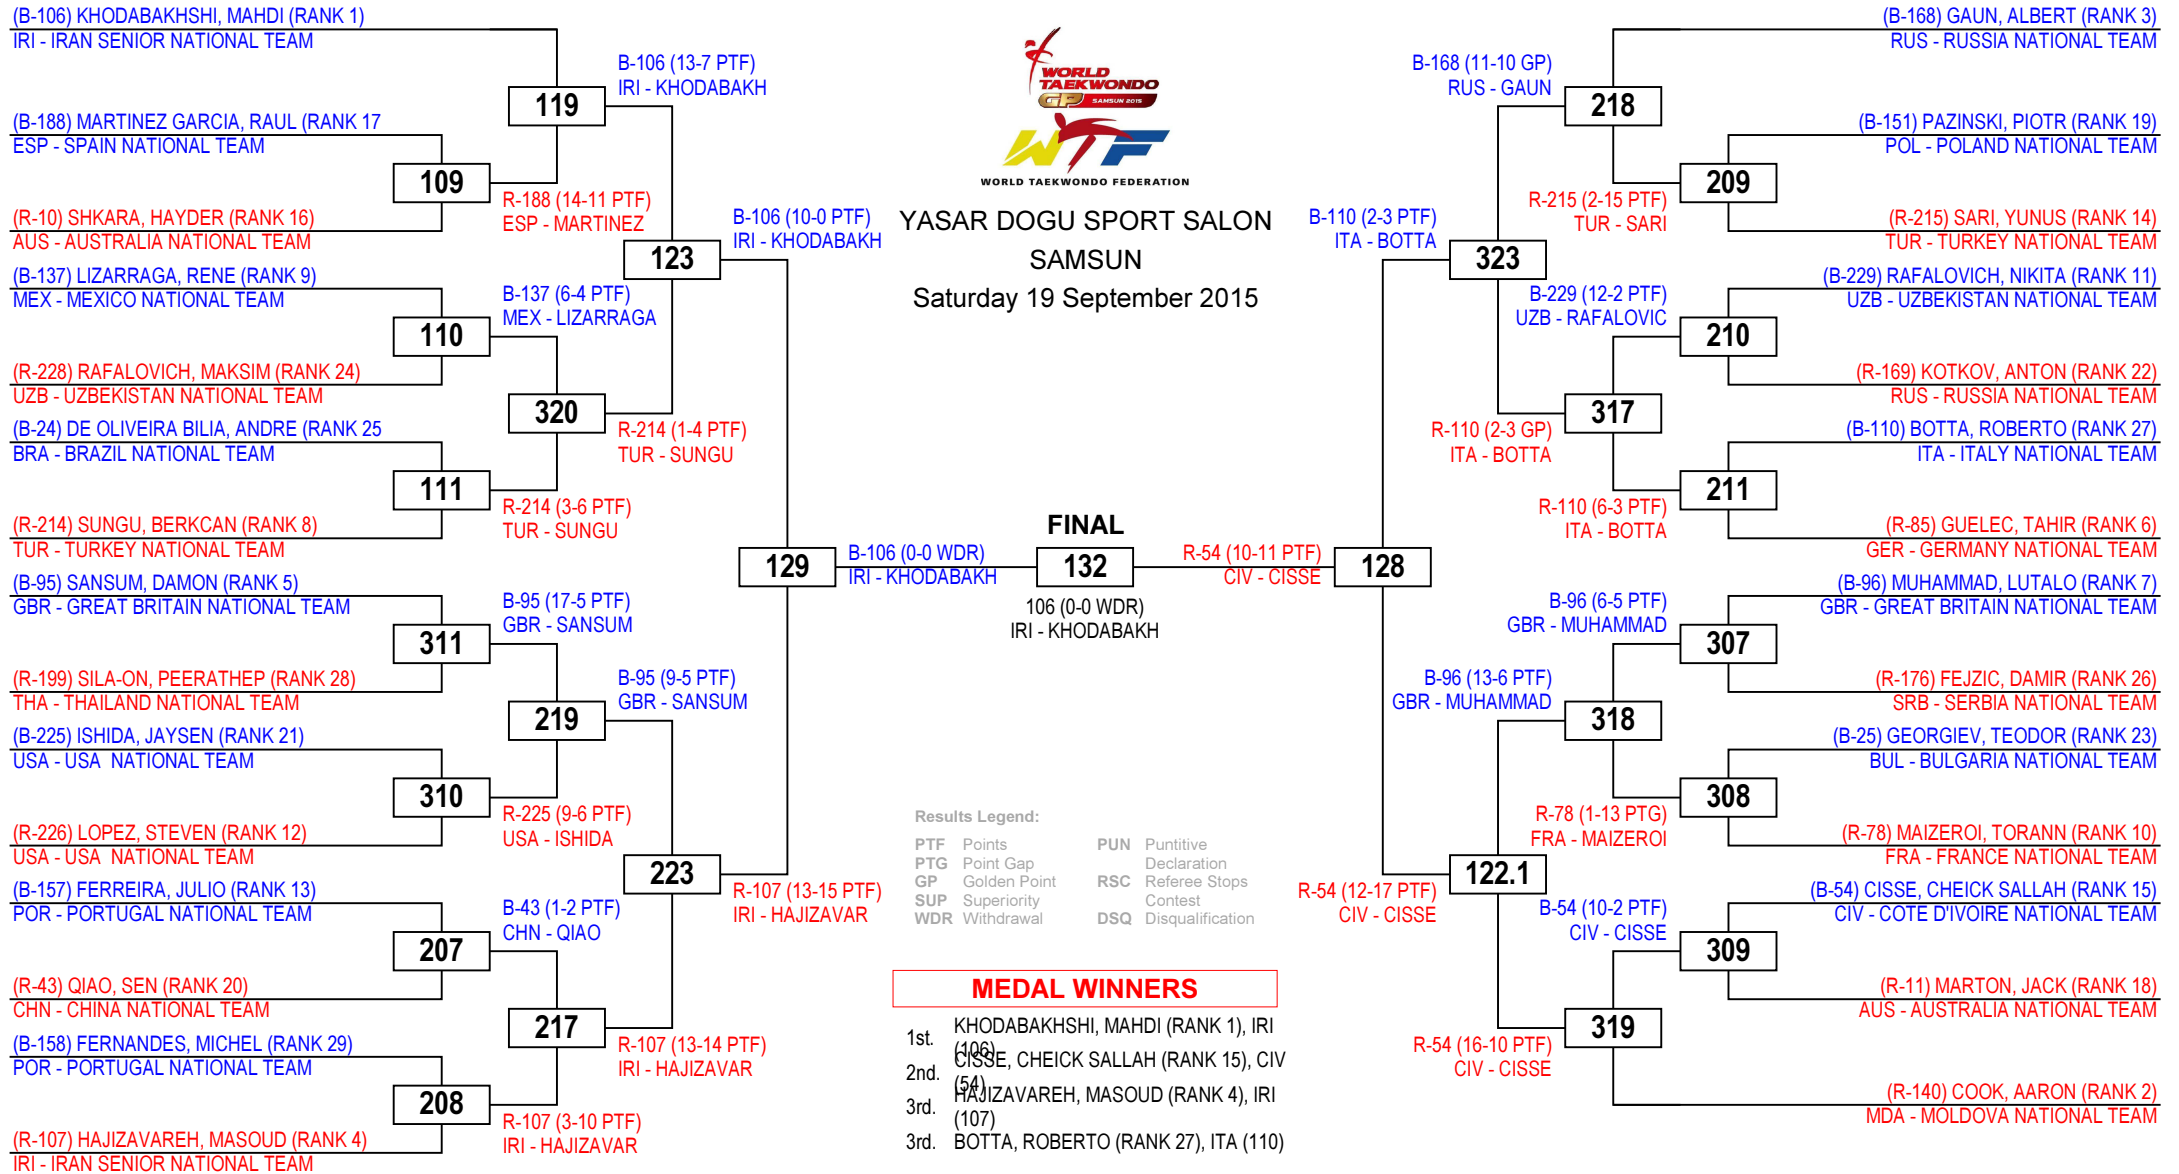 (B-106) KHODABAKHSHI, MAHDI (RANK 1)
IRI - IRAN SENIOR NATIONAL TEAM
(B-188) MARTINEZ GARCIA, RAUL (RANK 17
ESP - SPAIN NATIONAL TEAM
(R-10) SHKARA, HAYDER (RANK 16)
AUS - AUSTRALIA NATIONAL TEAM
(B-137) LIZARRAGA, RENE (RANK 9)
MEX - MEXICO NATIONAL TEAM
(R-228) RAFALOVICH, MAKSIM (RANK 24)
UZB - UZBEKISTAN NATIONAL TEAM
(B-24) DE OLIVEIRA BILIA, ANDRE (RANK 25
BRA - BRAZIL NATIONAL TEAM
(R-214) SUNGU, BERKCAN (RANK 8)
TUR - TURKEY NATIONAL TEAM
(B-95) SANSUM, DAMON (RANK 5)
GBR - GREAT BRITAIN NATIONAL TEAM
(R-199) SILA-ON, PEERATHEP (RANK 28)
THA - THAILAND NATIONAL TEAM
(B-225) ISHIDA, JAYSEN (RANK 21)
USA - USA  NATIONAL TEAM
(R-226) LOPEZ, STEVEN (RANK 12)
USA - USA  NATIONAL TEAM
(B-157) FERREIRA, JULIO (RANK 13)
POR - PORTUGAL NATIONAL TEAM
(R-43) QIAO, SEN (RANK 20)
CHN - CHINA NATIONAL TEAM
(B-158) FERNANDES, MICHEL (RANK 29)
POR - PORTUGAL NATIONAL TEAM
(R-107) HAJIZAVAREH, MASOUD (RANK 4)
IRI - IRAN SENIOR NATIONAL TEAM
109
110
111
311
310
207
208
R-188 (14-11 PTF)
ESP - MARTINEZ
B-137 (6-4 PTF)
MEX - LIZARRAGA
R-214 (3-6 PTF)
TUR - SUNGU
B-95 (17-5 PTF)
GBR - SANSUM
R-225 (9-6 PTF)
USA - ISHIDA
B-43 (1-2 PTF)
CHN - QIAO
R-107 (3-10 PTF)
IRI - HAJIZAVAR
119
320
219
217
B-106 (13-7 PTF)
IRI - KHODABAKH
R-214 (1-4 PTF)
TUR - SUNGU
B-95 (9-5 PTF)
GBR - SANSUM
R-107 (13-14 PTF)
IRI - HAJIZAVAR
123
223
B-106 (10-0 PTF)
IRI - KHODABAKH
R-107 (13-15 PTF)
IRI - HAJIZAVAR
129
B-106 (0-0 WDR)
IRI - KHODABAKH
WORLD
TAEKWONDO
GP SAMSUN 2015
WTF
WORLD TAEKWONDO FEDERATION
YASAR DOGU SPORT SALON
SAMSUN
Saturday 19 September 2015
FINAL
132
106 (0-0 WDR)
IRI - KHODABAKH
Results Legend:
PTF Points
PTG Point Gap
GP Golden Point
SUP Superiority
WDR Withdrawal
PUN Puntitive
Declaration
RSC Referee Stops
Contest
DSQ Disqualification
MEDAL WINNERS
1st. KHODABAKHSHI, MAHDI (RANK 1), IRI
(106)
2nd. CISSE, CHEICK SALLAH (RANK 15), CIV
(54)
3rd. HAJIZAVAREH, MASOUD (RANK 4), IRI
(107)
3rd. BOTTA, ROBERTO (RANK 27), ITA (110)
R-54 (10-11 PTF)
CIV - CISSE
128
B-110 (2-3 PTF)
ITA - BOTTA
R-54 (12-17 PTF)
CIV - CISSE
323
122.1
B-168 (11-10 GP)
RUS - GAUN
R-110 (2-3 GP)
ITA - BOTTA
B-96 (13-6 PTF)
GBR - MUHAMMAD
R-54 (16-10 PTF)
CIV - CISSE
218
317
318
319
R-215 (2-15 PTF)
TUR - SARI
B-229 (12-2 PTF)
UZB - RAFALOVIC
R-110 (6-3 PTF)
ITA - BOTTA
B-96 (6-5 PTF)
GBR - MUHAMMAD
R-78 (1-13 PTG)
FRA - MAIZEROI
B-54 (10-2 PTF)
CIV - CISSE
209
210
211
307
308
309
(B-168) GAUN, ALBERT (RANK 3)
RUS - RUSSIA NATIONAL TEAM
(B-151) PAZINSKI, PIOTR (RANK 19)
POL - POLAND NATIONAL TEAM
(R-215) SARI, YUNUS (RANK 14)
TUR - TURKEY NATIONAL TEAM
(B-229) RAFALOVICH, NIKITA (RANK 11)
UZB - UZBEKISTAN NATIONAL TEAM
(R-169) KOTKOV, ANTON (RANK 22)
RUS - RUSSIA NATIONAL TEAM
(B-110) BOTTA, ROBERTO (RANK 27)
ITA - ITALY NATIONAL TEAM
(R-85) GUELEC, TAHIR (RANK 6)
GER - GERMANY NATIONAL TEAM
(B-96) MUHAMMAD, LUTALO (RANK 7)
GBR - GREAT BRITAIN NATIONAL TEAM
(R-176) FEJZIC, DAMIR (RANK 26)
SRB - SERBIA NATIONAL TEAM
(B-25) GEORGIEV, TEODOR (RANK 23)
BUL - BULGARIA NATIONAL TEAM
(R-78) MAIZEROI, TORANN (RANK 10)
FRA - FRANCE NATIONAL TEAM
(B-54) CISSE, CHEICK SALLAH (RANK 15)
CIV - COTE D'IVOIRE NATIONAL TEAM
(R-11) MARTON, JACK (RANK 18)
AUS - AUSTRALIA NATIONAL TEAM
(R-140) COOK, AARON (RANK 2)
MDA - MOLDOVA NATIONAL TEAM